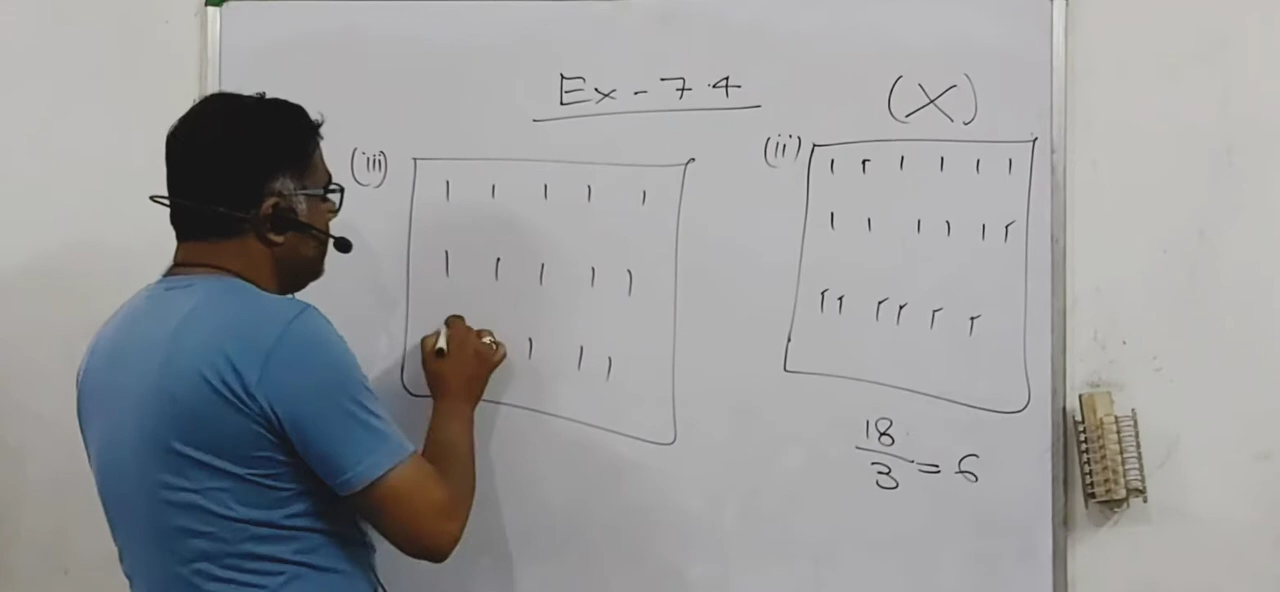 Ex - 7.4
(X)
(iii)
(ii)
18
3 = 6